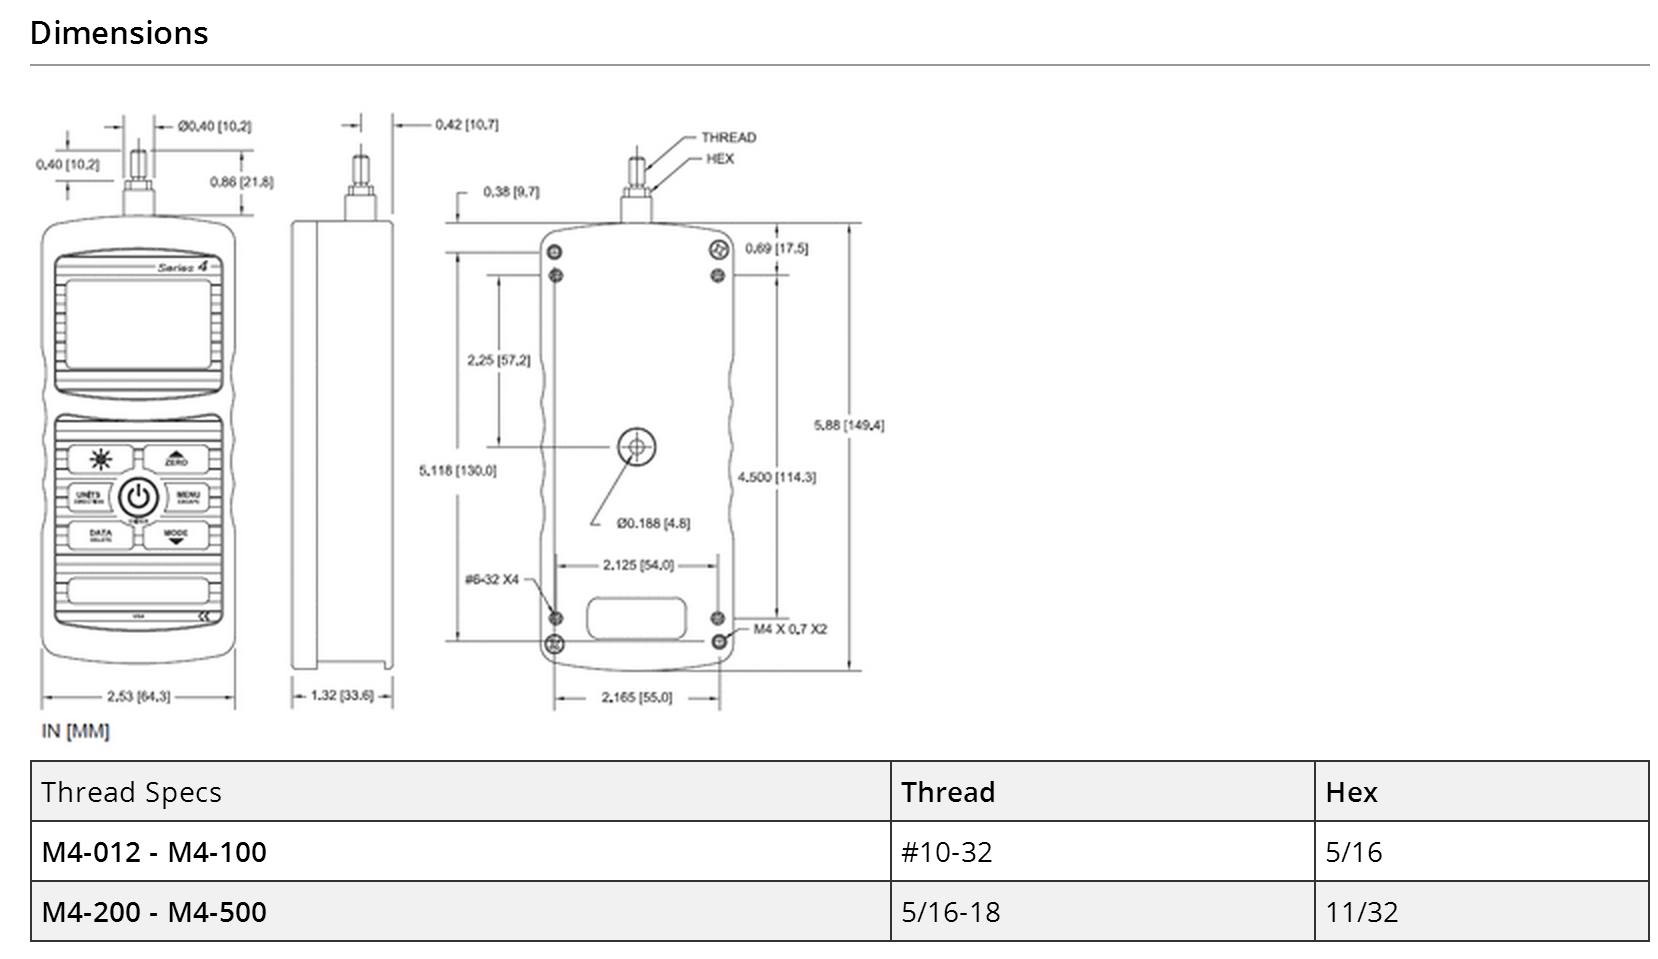 Dimensions
Ø0.40 [10.2]
0.40 [10.2]
0.86 [21.8]
0.42 [10.7]
THREAD
HEX
0.38 [9.7]
0.69 [17.5]
Series 4
2.25 [57.2]
5.88 [149.4]
5.118 [130.0]
4.500 [114.3]
ZERO
UNITS
DIRECTION
MENU
ESCAPE
DATA
DELETE
MODE
Ø0.188 [4.8]
2.125 [54.0]
#6-32 X4
USA
CE
M4 X 0.7 X2
2.53 [64.3]
1.32 [33.6]
2.165 [55.0]
IN [MM]
Thread Specs Thread Hex
M4-012 - M4-100 #10-32 5/16
M4-200 - M4-500 5/16-18 11/32